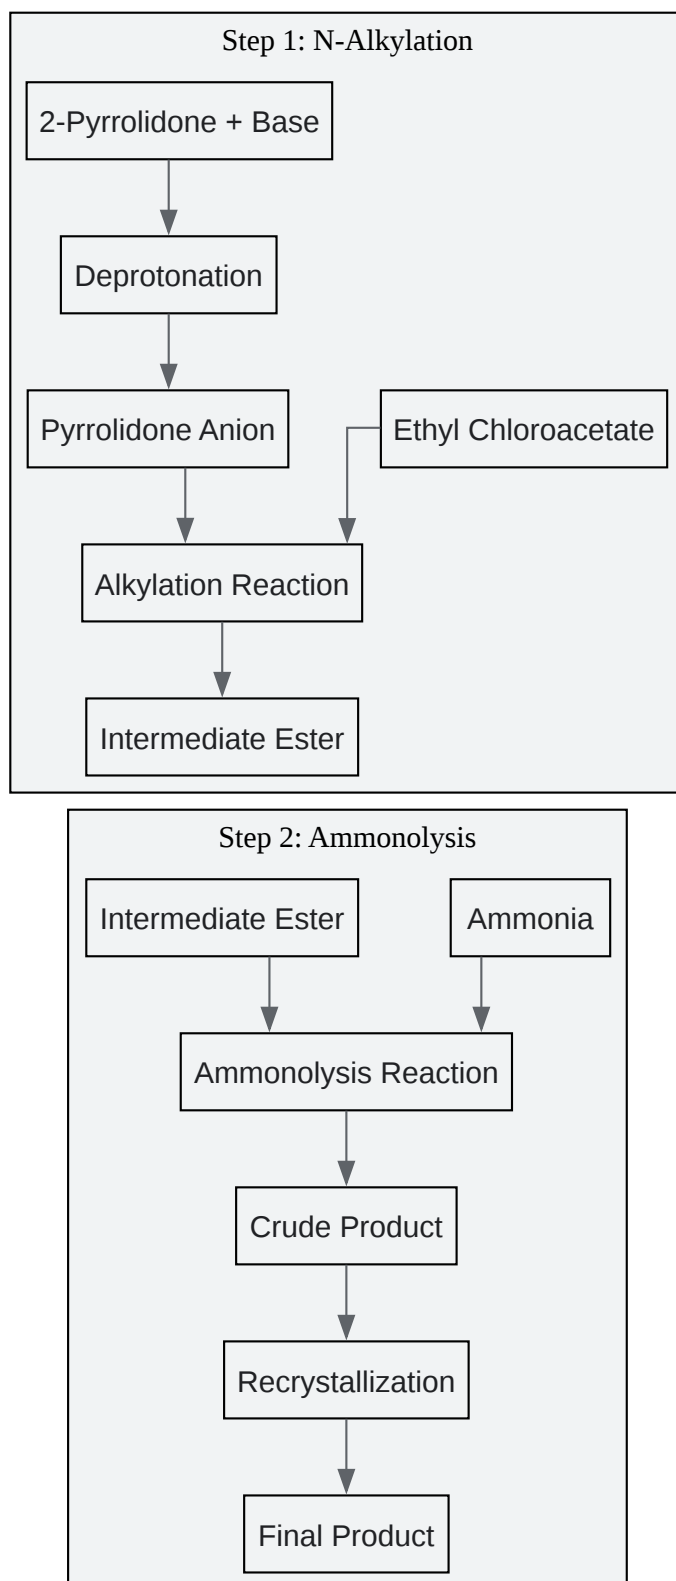 Step 1: N-Alkylation
2-Pyrrolidone + Base
Deprotonation
Pyrrolidone Anion
Ethyl Chloroacetate
Alkylation Reaction
Intermediate Ester
Step 2: Ammonolysis
Intermediate Ester
Ammonia
Ammonolysis Reaction
Crude Product
Recrystallization
Final Product